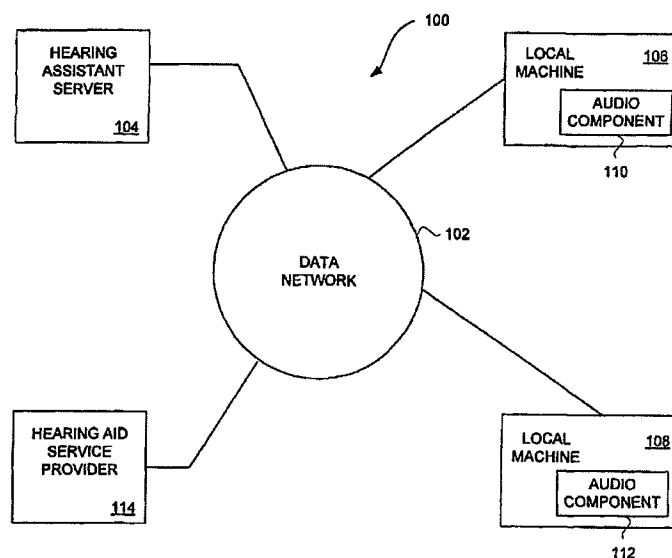 100
HEARING
ASSISTANT
SERVER
104
LOCAL
MACHINE
106
AUDIO
COMPONENT
110
102
DATA
NETWORK
HEARING AID
SERVICE
PROVIDER
114
LOCAL
MACHINE
108
AUDIO
COMPONENT
112